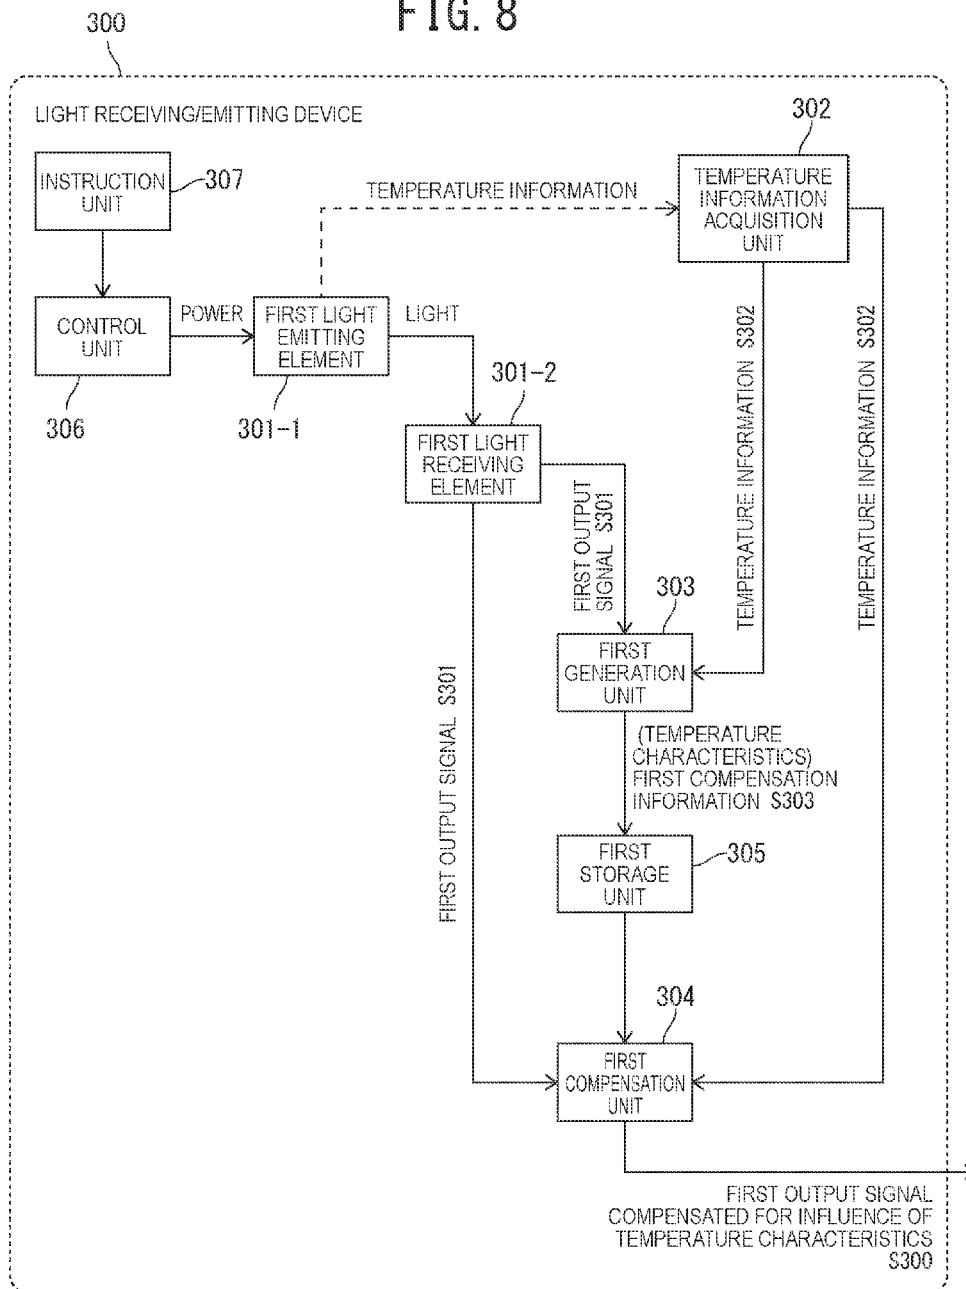 FIG. 8
300
LIGHT RECEIVING/EMITTING DEVICE
302
INSTRUCTION
UNIT
307
TEMPERATURE INFORMATION
TEMPERATURE
INFORMATION
ACQUISITION
UNIT
CONTROL
UNIT
306
POWER
FIRST LIGHT
EMITTING
ELEMENT
301-1
LIGHT
301-2
FIRST LIGHT
RECEIVING
ELEMENT
TEMPERATURE INFORMATION S302
TEMPERATURE INFORMATION S302
FIRST OUTPUT
SIGNAL S301
303
FIRST
GENERATION
UNIT
FIRST OUTPUT SIGNAL S301
(TEMPERATURE
CHARACTERISTICS)
FIRST COMPENSATION
INFORMATION S303
FIRST
STORAGE
UNIT
305
304
FIRST
COMPENSATION
UNIT
FIRST OUTPUT SIGNAL
COMPENSATED FOR INFLUENCE OF
TEMPERATURE CHARACTERISTICS
S300